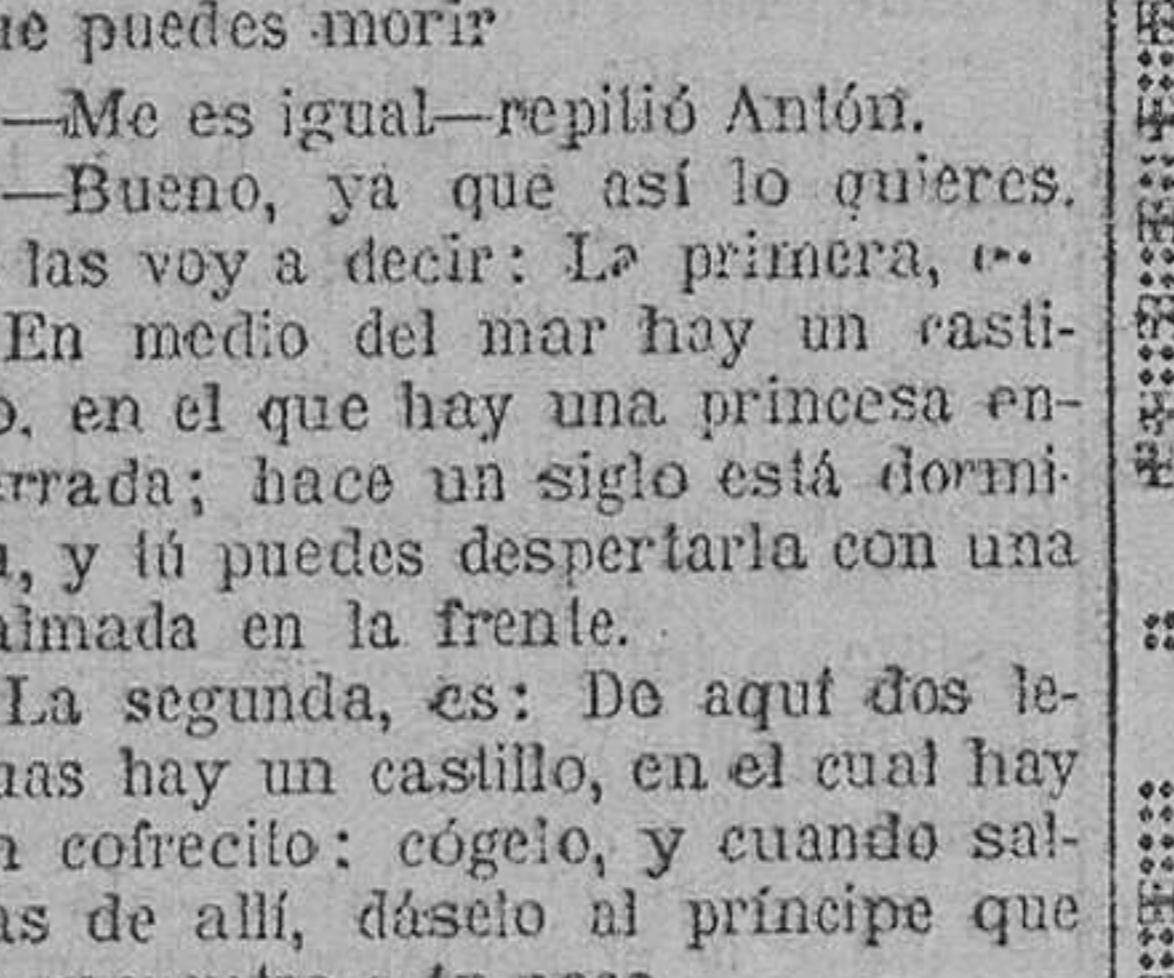 ue puedes morir
—Me es igual—repitió Antón.
—Bueno, ya que así lo quieres.
las voy a decir: La primera,
En medio del mar hay un casti-
o, en el que hay una princesa en-
errada; hace un siglo está dormi-
a, y tú puedes despertarla con una
almada en la frente.
La segunda, es: De aquí dos le-
uas hay un castillo, en el cual hay
n cofrecito: cógelo, y cuando sal-
as de allí, dáselo al príncipe que